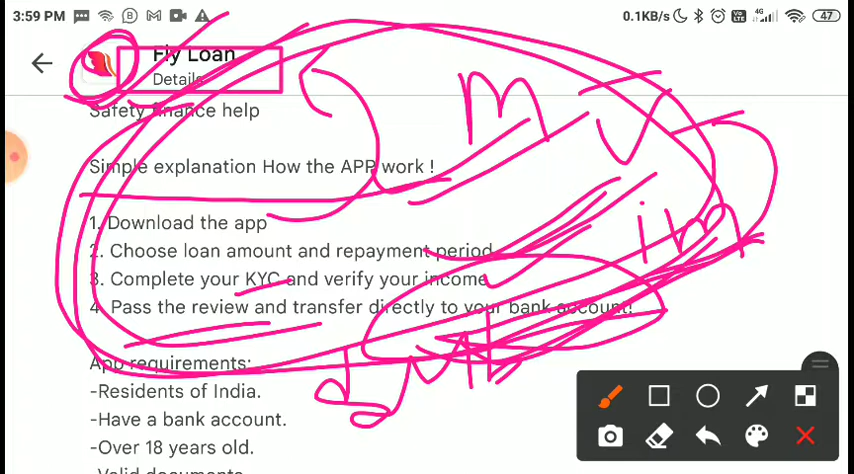 3:59 PM 0.1KB/s 4G 47
Fly Loan
Details
Safety finance help
Simple explanation How the APP work !
1. Download the app
2. Choose loan amount and repayment period
3. Complete your KYC and verify your income
4. Pass the review and transfer directly to your bank account!
App requirements:
-Residents of India.
-Have a bank account.
-Over 18 years old.
-Valid documents